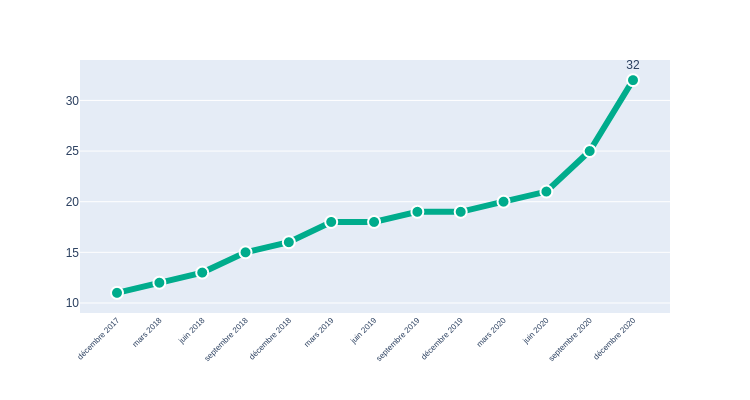 32
30
25
20
15
10
décembre 2017
mars 2018
juin 2018
septembre 2018
décembre 2018
mars 2019
juin 2019
septembre 2019
décembre 2019
mars 2020
juin 2020
septembre 2020
décembre 2020